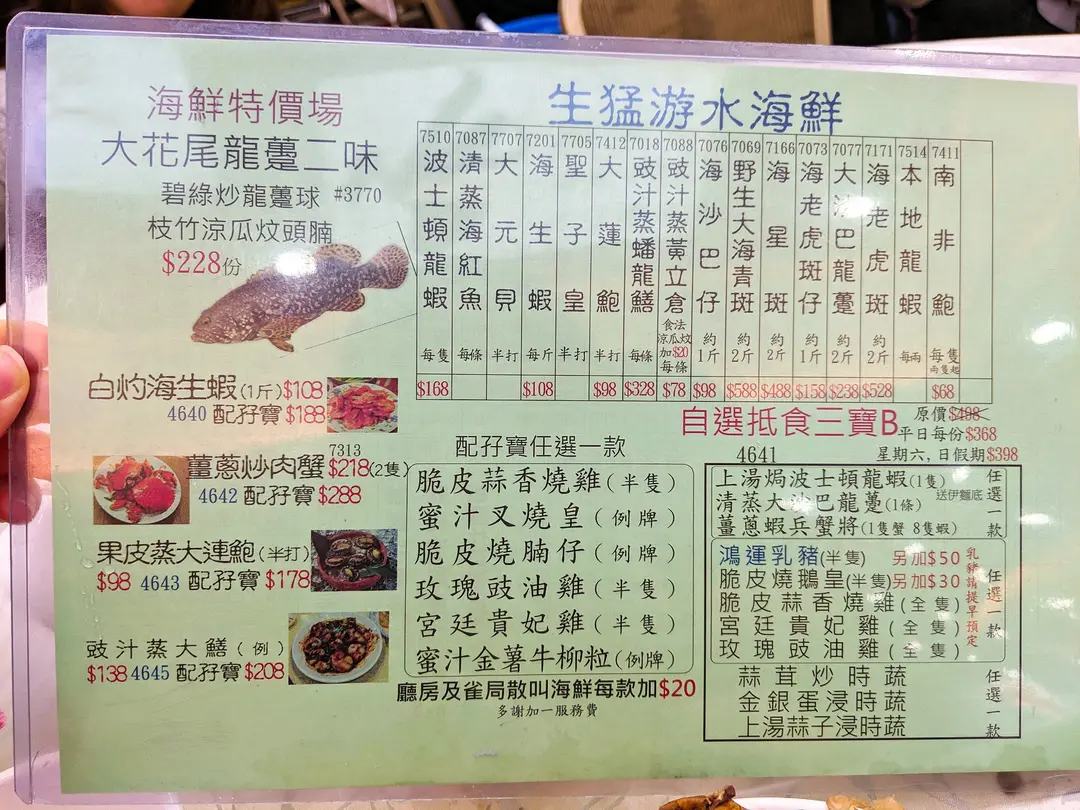 海鮮特價場
大花尾龍躉二味
碧綠炒龍躉球 #3770
枝竹涼瓜炆頭腩
$228份
白灼海生蝦(1斤)$108
4640 配孖寶 $188
7313
薑蔥炒肉蟹$218(2隻)
4642 配孖寶 $288
果皮蒸大連鮑(半打)
$98 4643 配孖寶 $178
豉汁蒸大鱔(例)
$138 4645 配孖寶 $208
生猛游水海鮮
7510 波士頓龍蝦 每隻 $168
7087 清蒸海紅魚 每條
7707 大元貝 半打
7201 海生蝦 每斤 $108
7705 聖子皇 半打
7412 大蓮鮑 半打 $98
7018 豉汁蒸蟠龍鱔 每條 $328
7088 豉汁蒸黃立倉 食法涼瓜炆加$20 每條 $78
7076 海沙巴仔 約1斤 $98
7069 野生大海青斑 約2斤 $588
7166 海星斑 約2斤 $488
7073 海老虎斑仔 約1斤 $158
7077 大沙巴龍躉 約2斤 $238
7171 海老虎斑 約2斤 $528
7514 本地龍蝦 每兩
7411 南非鮑 每隻 兩隻起 $68
配孖寶任選一款
脆皮蒜香燒雞(半隻)
蜜汁叉燒皇(例牌)
脆皮燒腩仔(例牌)
玫瑰豉油雞(半隻)
宮廷貴妃雞(半隻)
蜜汁金薯牛柳粒(例牌)
廳房及雀局散叫海鮮每款加$20
多謝加一服務費
自選抵食三寶B
原價$498
平日每份$368
4641
星期六,日假期$398
上湯焗波士頓龍蝦(1隻)
送伊麵底
清蒸大沙巴龍躉(1條)
薑蔥蝦兵蟹將(1隻蟹 8隻蝦)
任選一款
鴻運乳豬(半隻) 另加$50
脆皮燒鵝皇(半隻)另加$30
脆皮蒜香燒雞(全隻)
宮廷貴妃雞(全隻)
玫瑰豉油雞(全隻)
乳豬請提早預定
任選一款
蒜茸炒時蔬
金銀蛋浸時蔬
上湯蒜子浸時蔬
任選一款